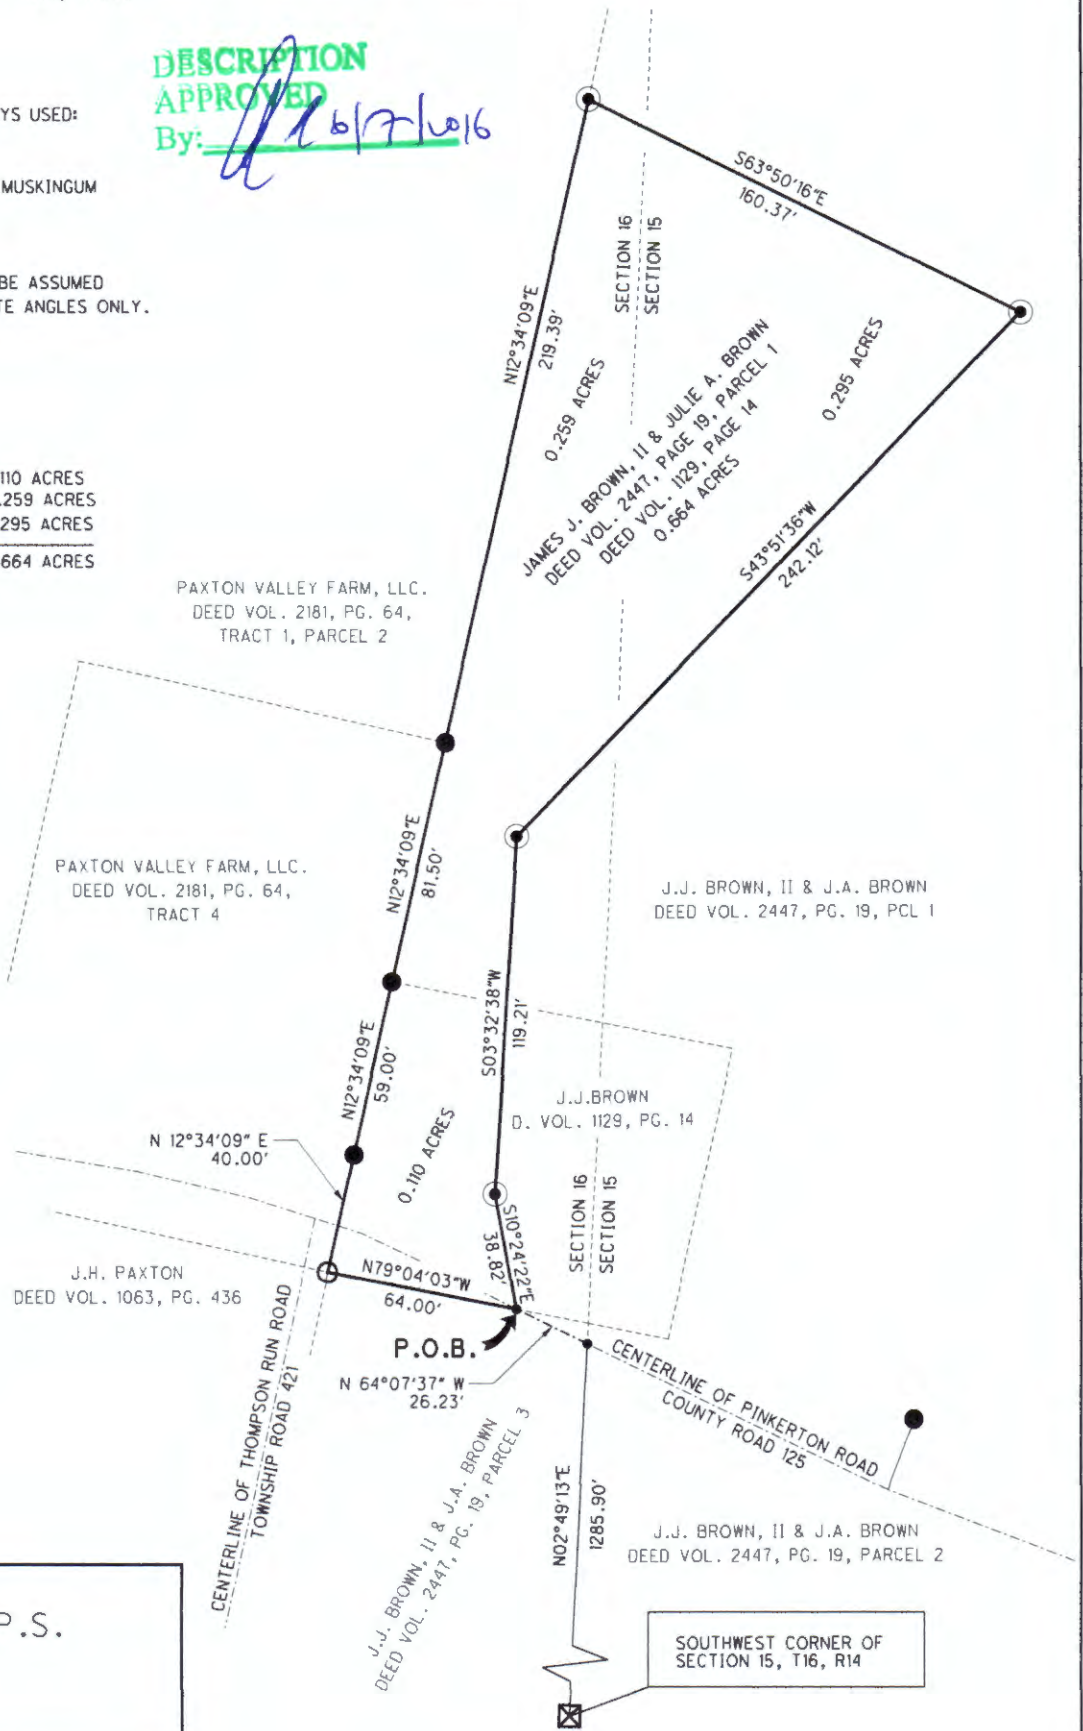 DESCRIPTION
APPROVED
By:
6/7/2016
YS USED:
MUSKINGUM
BE ASSUMED
TE ANGLES ONLY.
110 ACRES
.259 ACRES
295 ACRES
664 ACRES
S63°50'16"E
160.37'
SECTION 16
SECTION 15
N12°34'09"E
219.39'
0.259 ACRES
0.295 ACRES
JAMES J. BROWN, II & JULIE A. BROWN
DEED VOL. 2447, PAGE 19, PARCEL 1
DEED VOL. 1129, PAGE 14
0.664 ACRES
S43°51'36"W
242.12'
PAXTON VALLEY FARM, LLC.
DEED VOL. 2181, PG. 64,
TRACT 1, PARCEL 2
PAXTON VALLEY FARM, LLC.
DEED VOL. 2181, PG. 64,
TRACT 4
N12°34'09"E
81.50'
J.J. BROWN, II & J.A. BROWN
DEED VOL. 2447, PG. 19, PCL 1
S03°32'38"W
119.21'
N12°34'09"E
59.00'
J.J.BROWN
D. VOL. 1129, PG. 14
N 12°34'09" E
40.00'
0.110 ACRES
SECTION 16
SECTION 15
S10°24'22"E
38.82'
J.H. PAXTON
DEED VOL. 1063, PG. 436
N79°04'03"W
64.00'
P.O.B.
N 64°07'37" W
26.23'
CENTERLINE OF THOMPSON RUN ROAD
TOWNSHIP ROAD 421
CENTERLINE OF PINKERTON ROAD
COUNTY ROAD 125
J.J. BROWN, II & J.A. BROWN
DEED VOL. 2447, PG. 19, PARCEL 3
N02°49'13"E
1285.90'
J.J. BROWN, II & J.A. BROWN
DEED VOL. 2447, PG. 19, PARCEL 2
SOUTHWEST CORNER OF
SECTION 15, T16, R14
P.S.